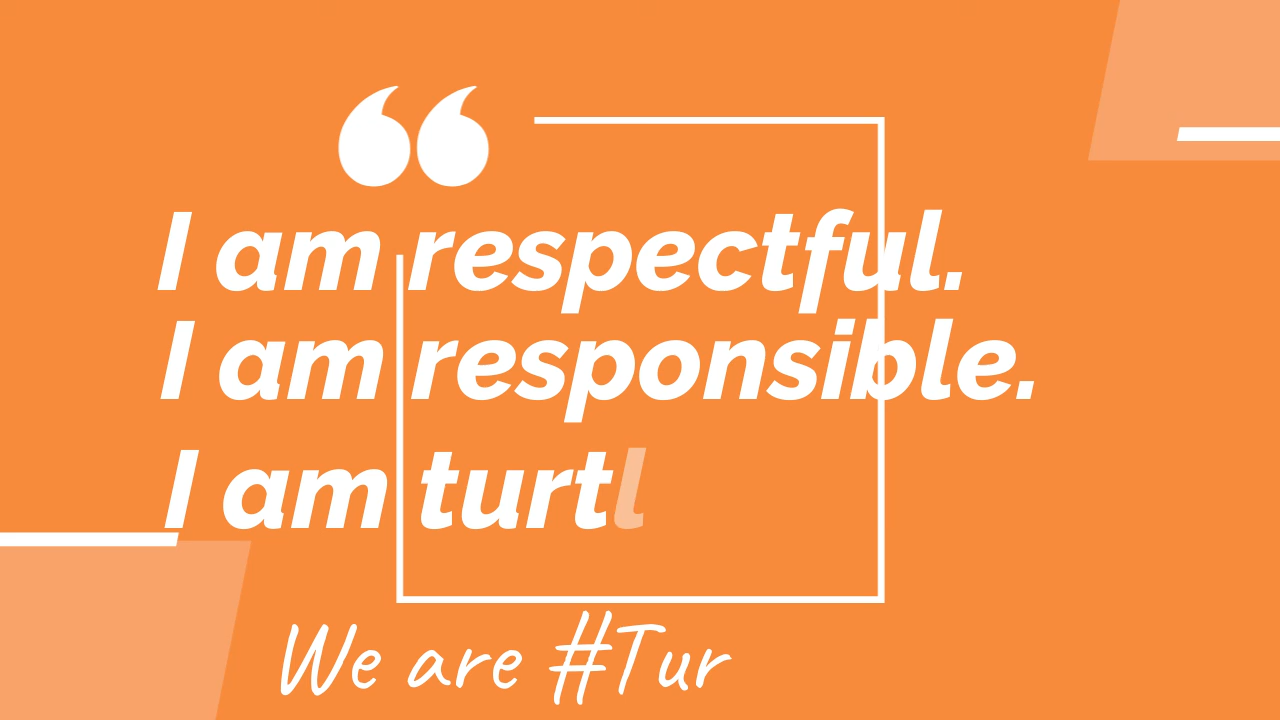 I am respectful.
I am responsible.
I am turtl
We are #Tur